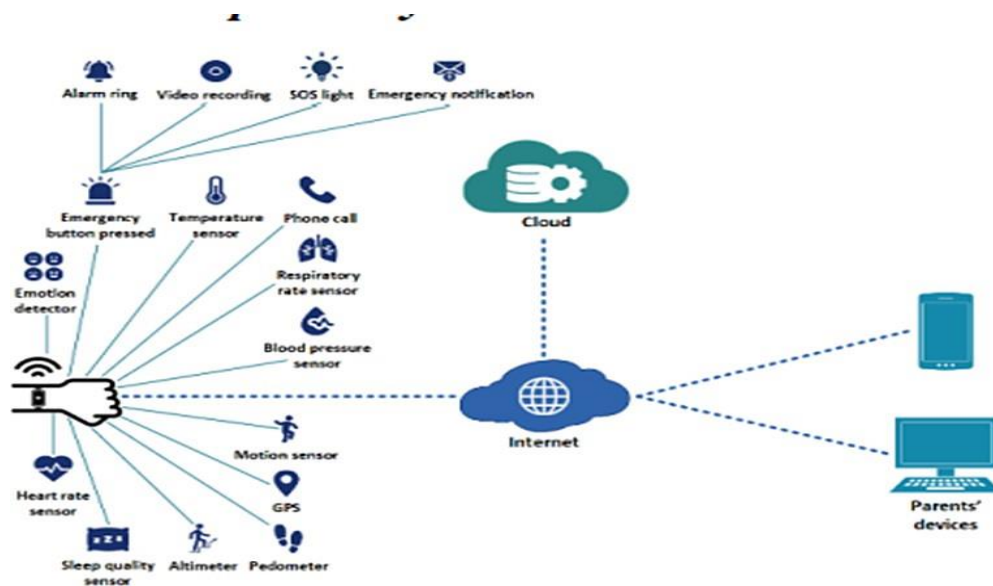 Alarm ring
Video recording
SOS light
Emergency notification
Emergency
button pressed
Temperature
sensor
Phone call
Cloud
Respiratory
rate sensor
Emotion
detector
Blood pressure
sensor
Internet
Motion sensor
Heart rate
sensor
GPS
Parents'
devices
Sleep quality
sensor
Altimeter
Pedometer
zZZ